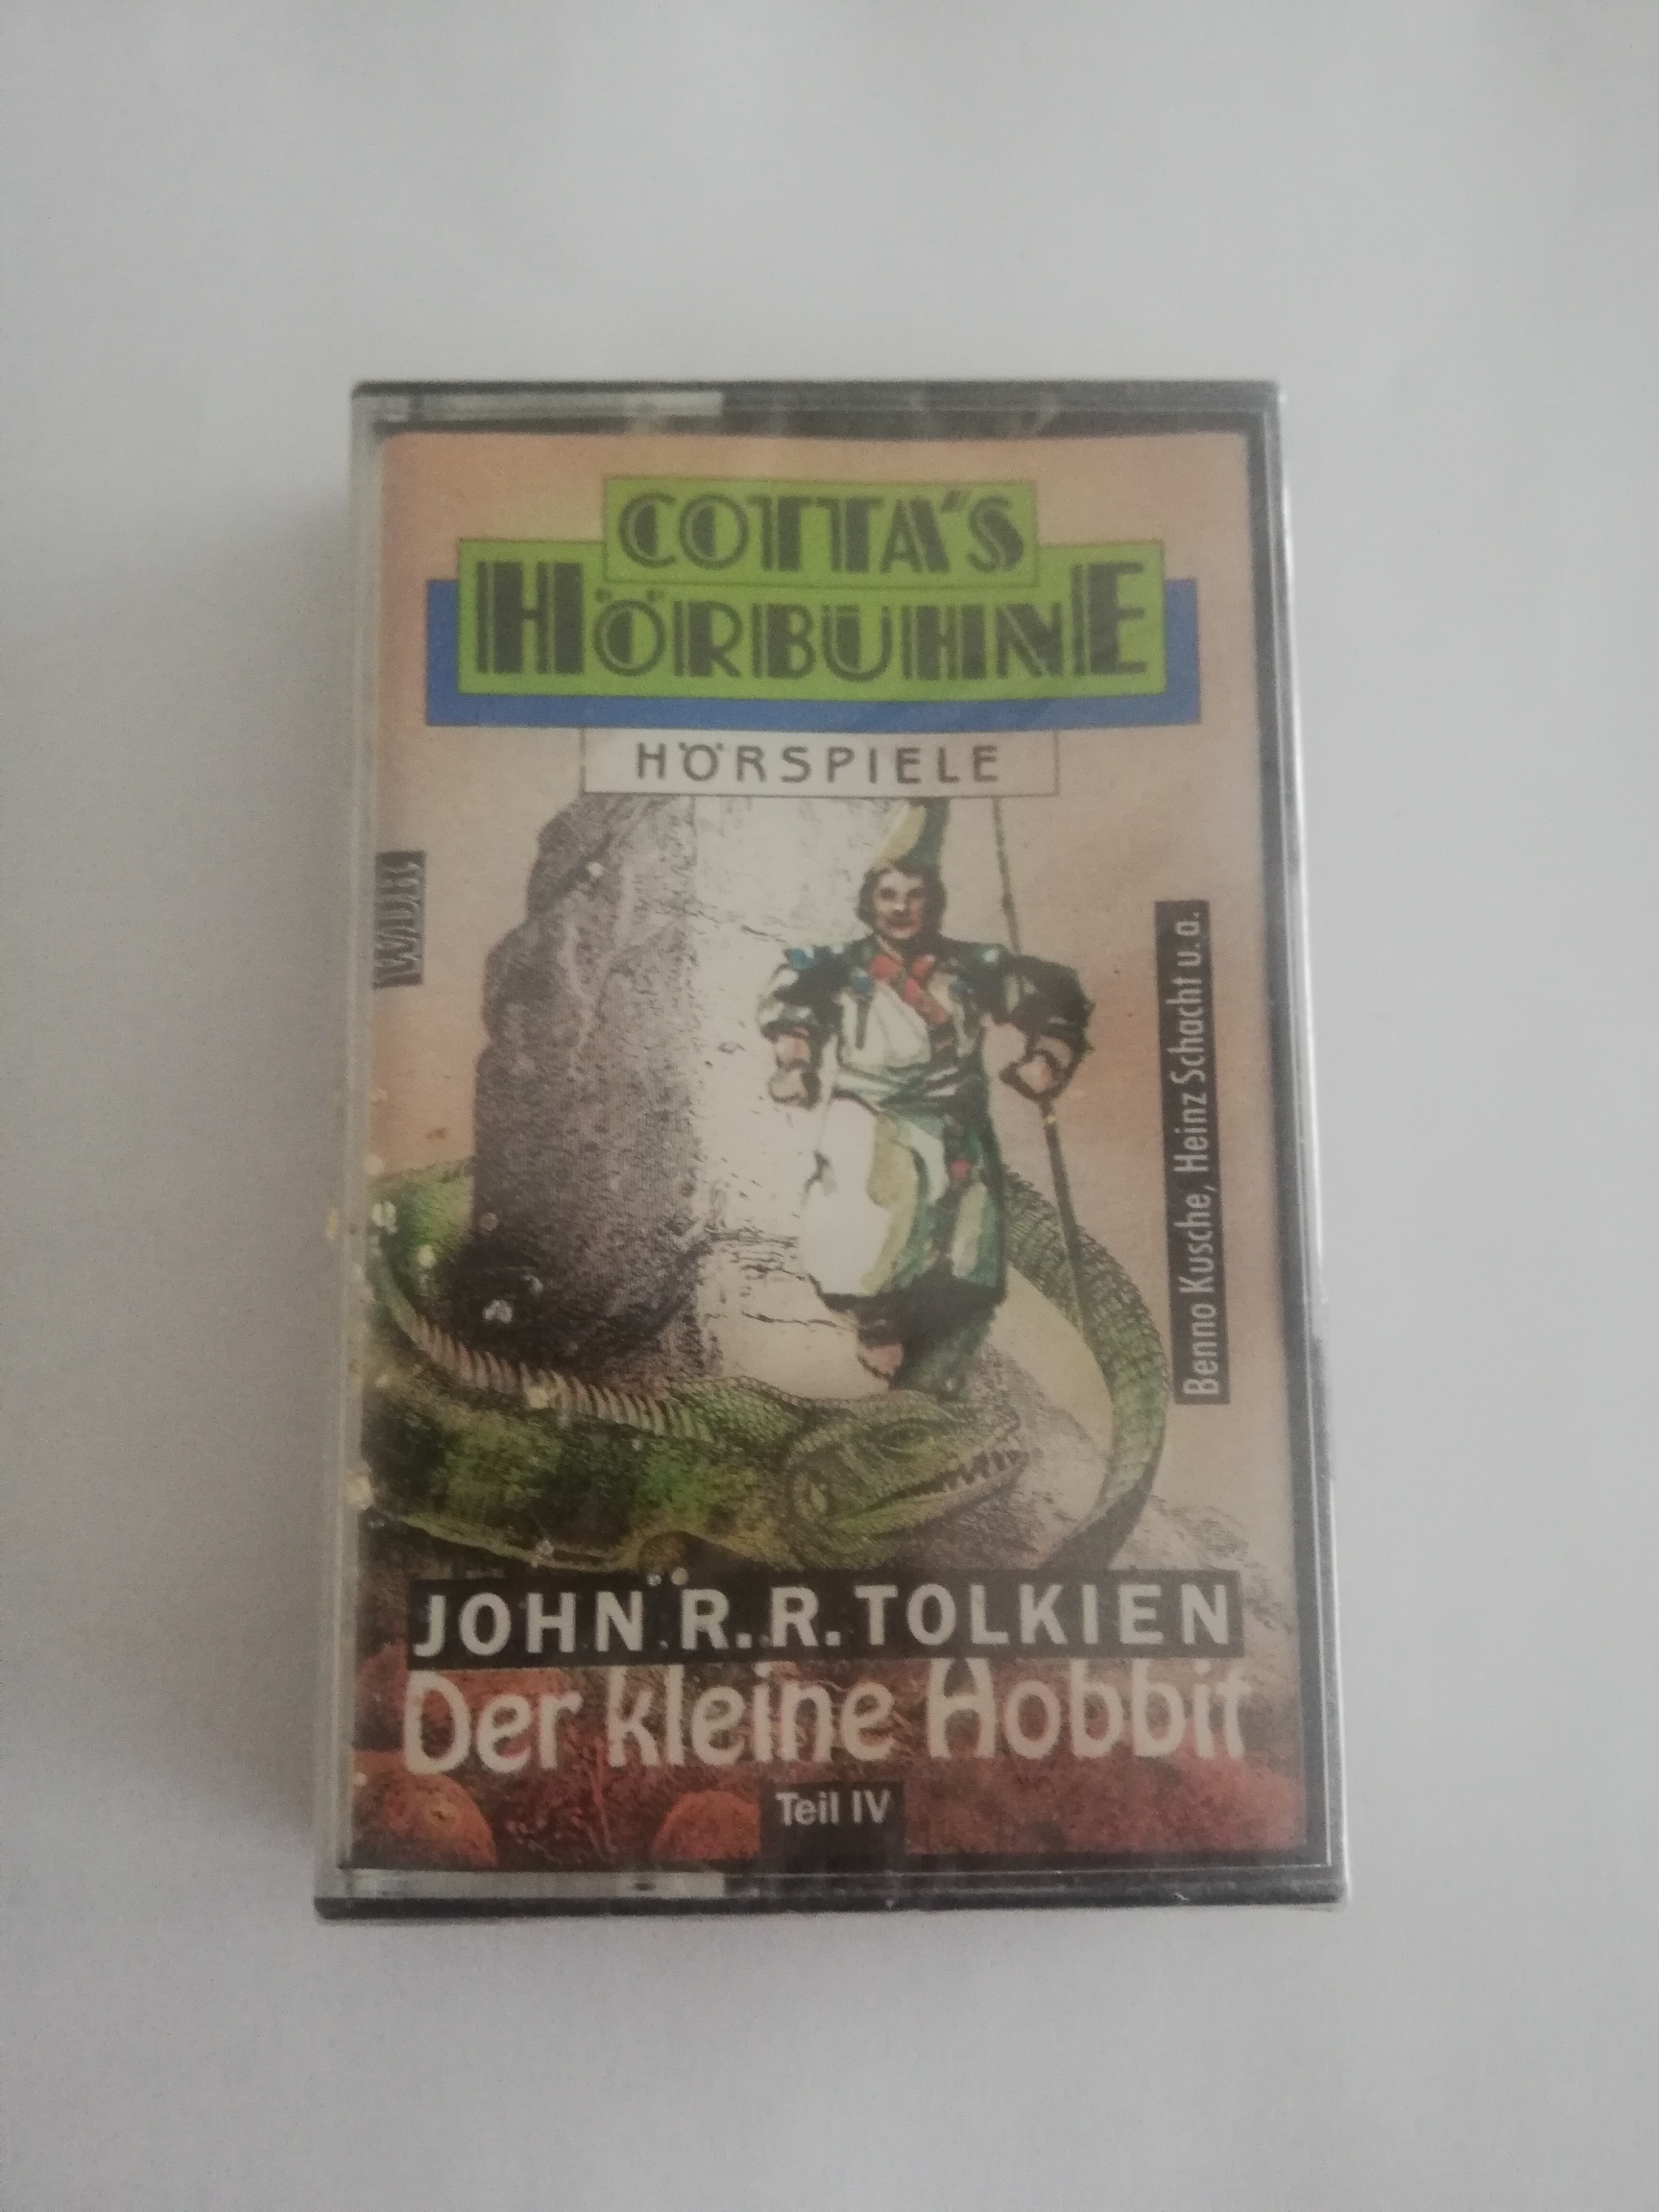 COTTA'S
HÖRBÜHNE
HÖRSPIELE
WDR
Benno Kusche, Heinz Schacht u.a.
JOHN R.R. TOLKIEN
Der kleine Hobbit
Teil IV